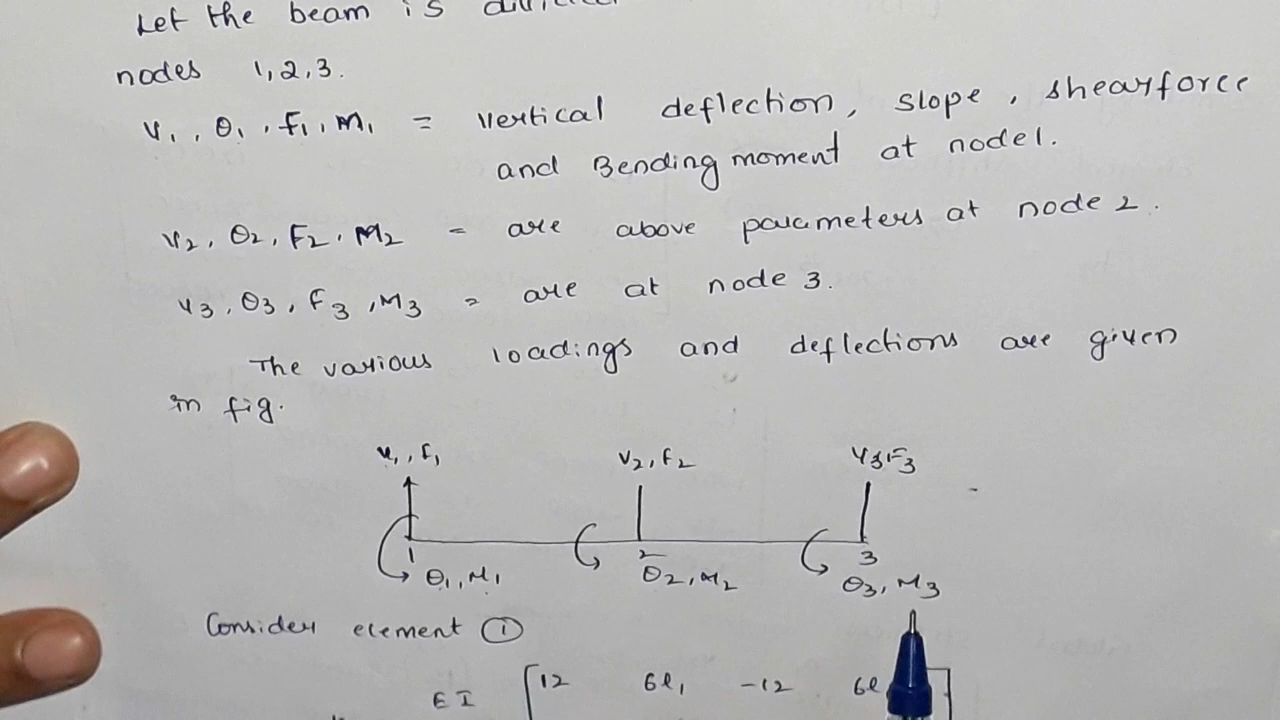 Let the beam is
nodes 1,2,3.
V₁, θ₁, F₁, M₁ = vertical deflection, slope, shearforce
and Bending moment at node1.
V₂, θ₂, F₂, M₂ = are above parameters at node 2.
V₃, θ₃, F₃, M₃ = are at node 3.
The various loadings and deflections are given
in fig.
V₁, F₁ V₂, F₂ V₃, F₃
1 2 3
θ₁, M₁ θ₂, M₂ θ₃, M₃
Consider element ①
EI [12 6l₁ -12 6l